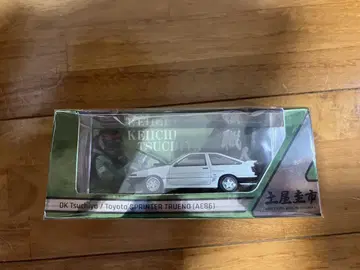 KEIICHI
TSUCHIYA
土屋圭市
DK Tsuchiya / Toyota SPRINTER TRUENO (AE86)